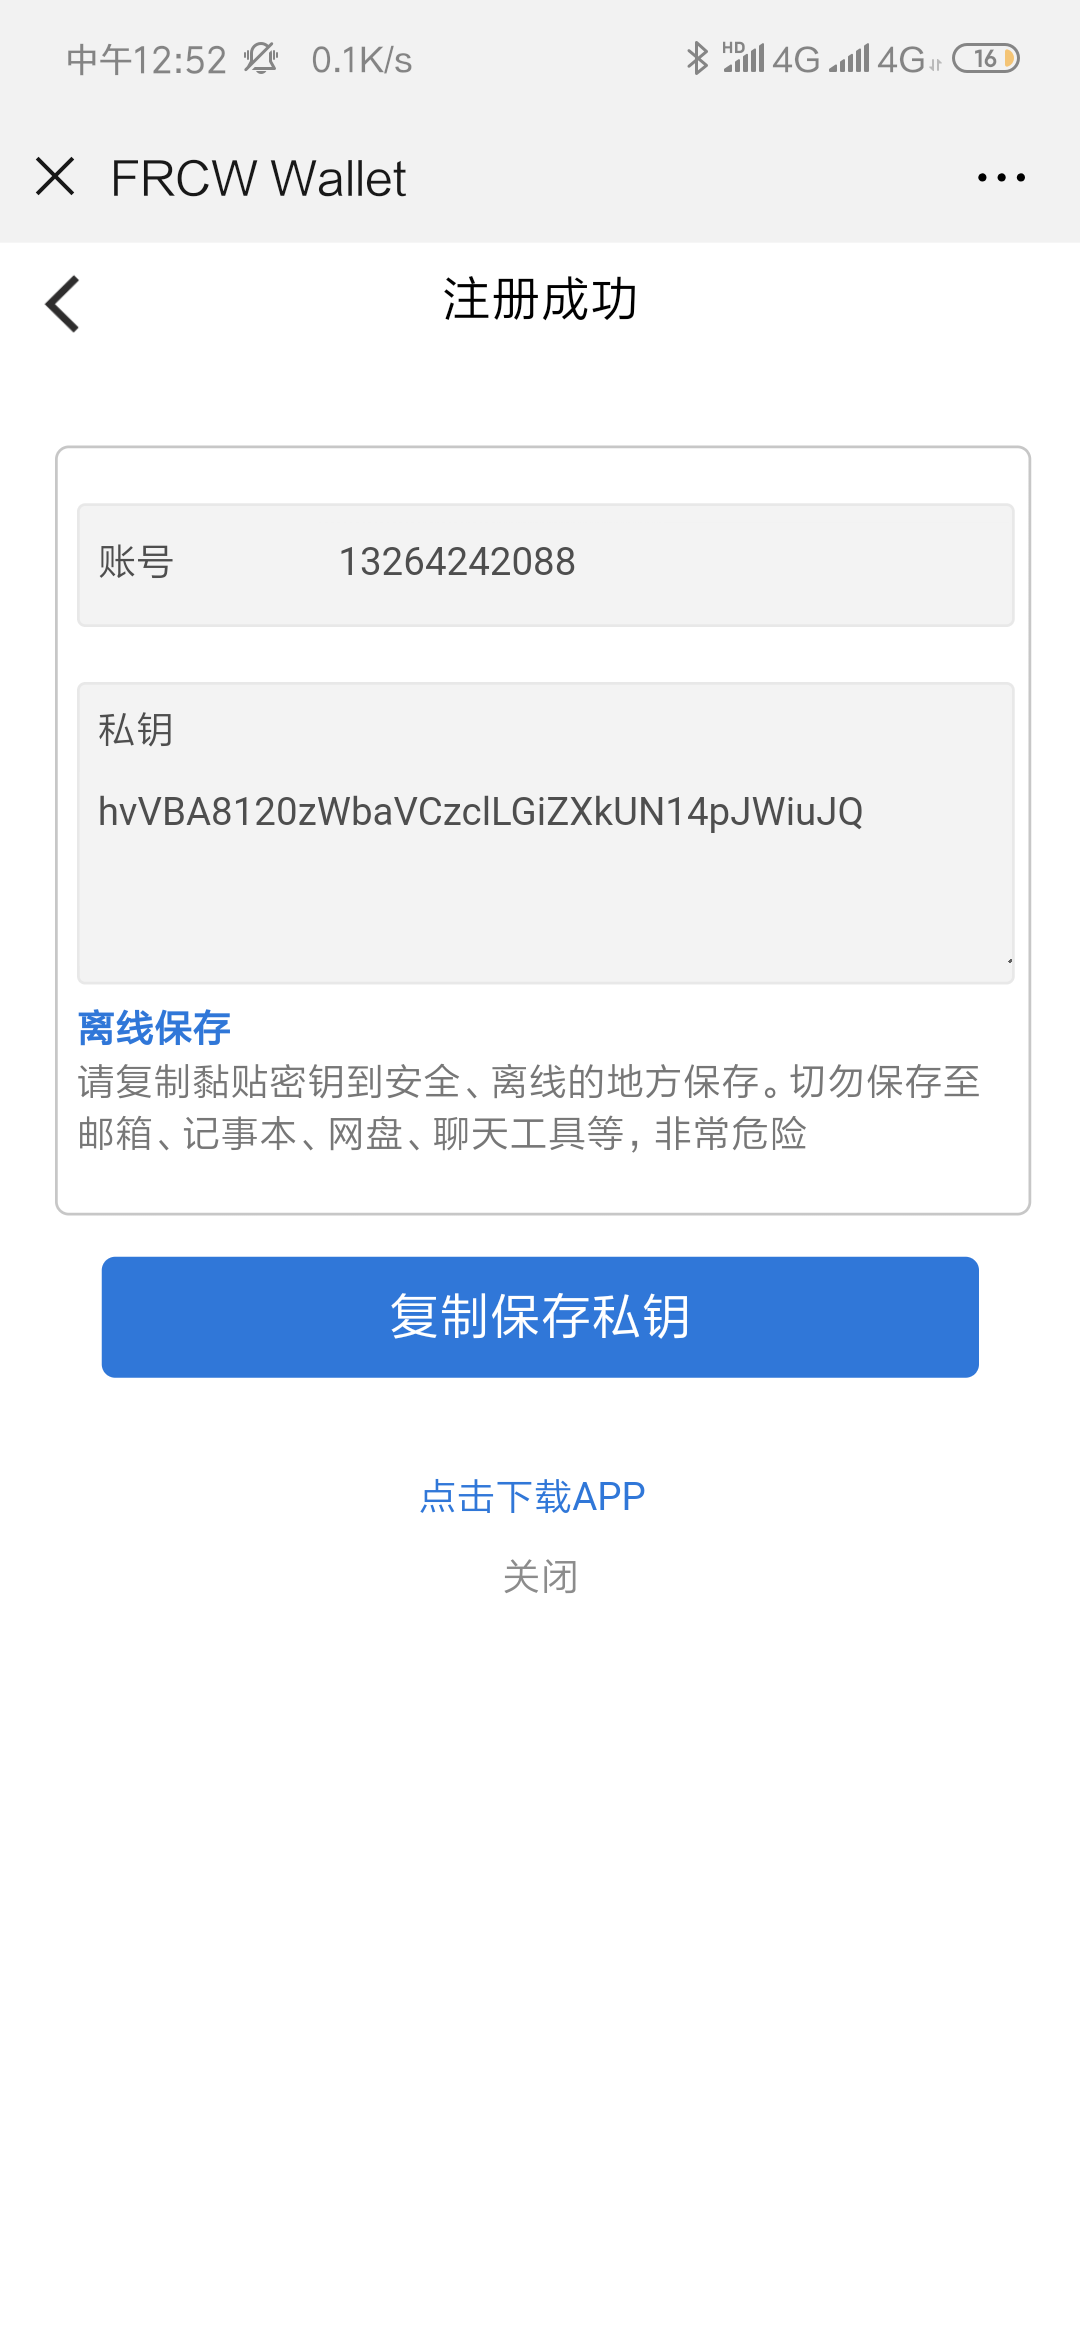 中午12:52 0.1K/s HD 4G 4G 16
FRCW Wallet
注册成功
账号 13264242088
私钥
hvVBA8120zWbaVCzclLGiZXkUN14pJWiuJQ
离线保存
请复制黏贴密钥到安全、离线的地方保存。切勿保存至
邮箱、记事本、网盘、聊天工具等，非常危险
复制保存私钥
点击下载APP
关闭